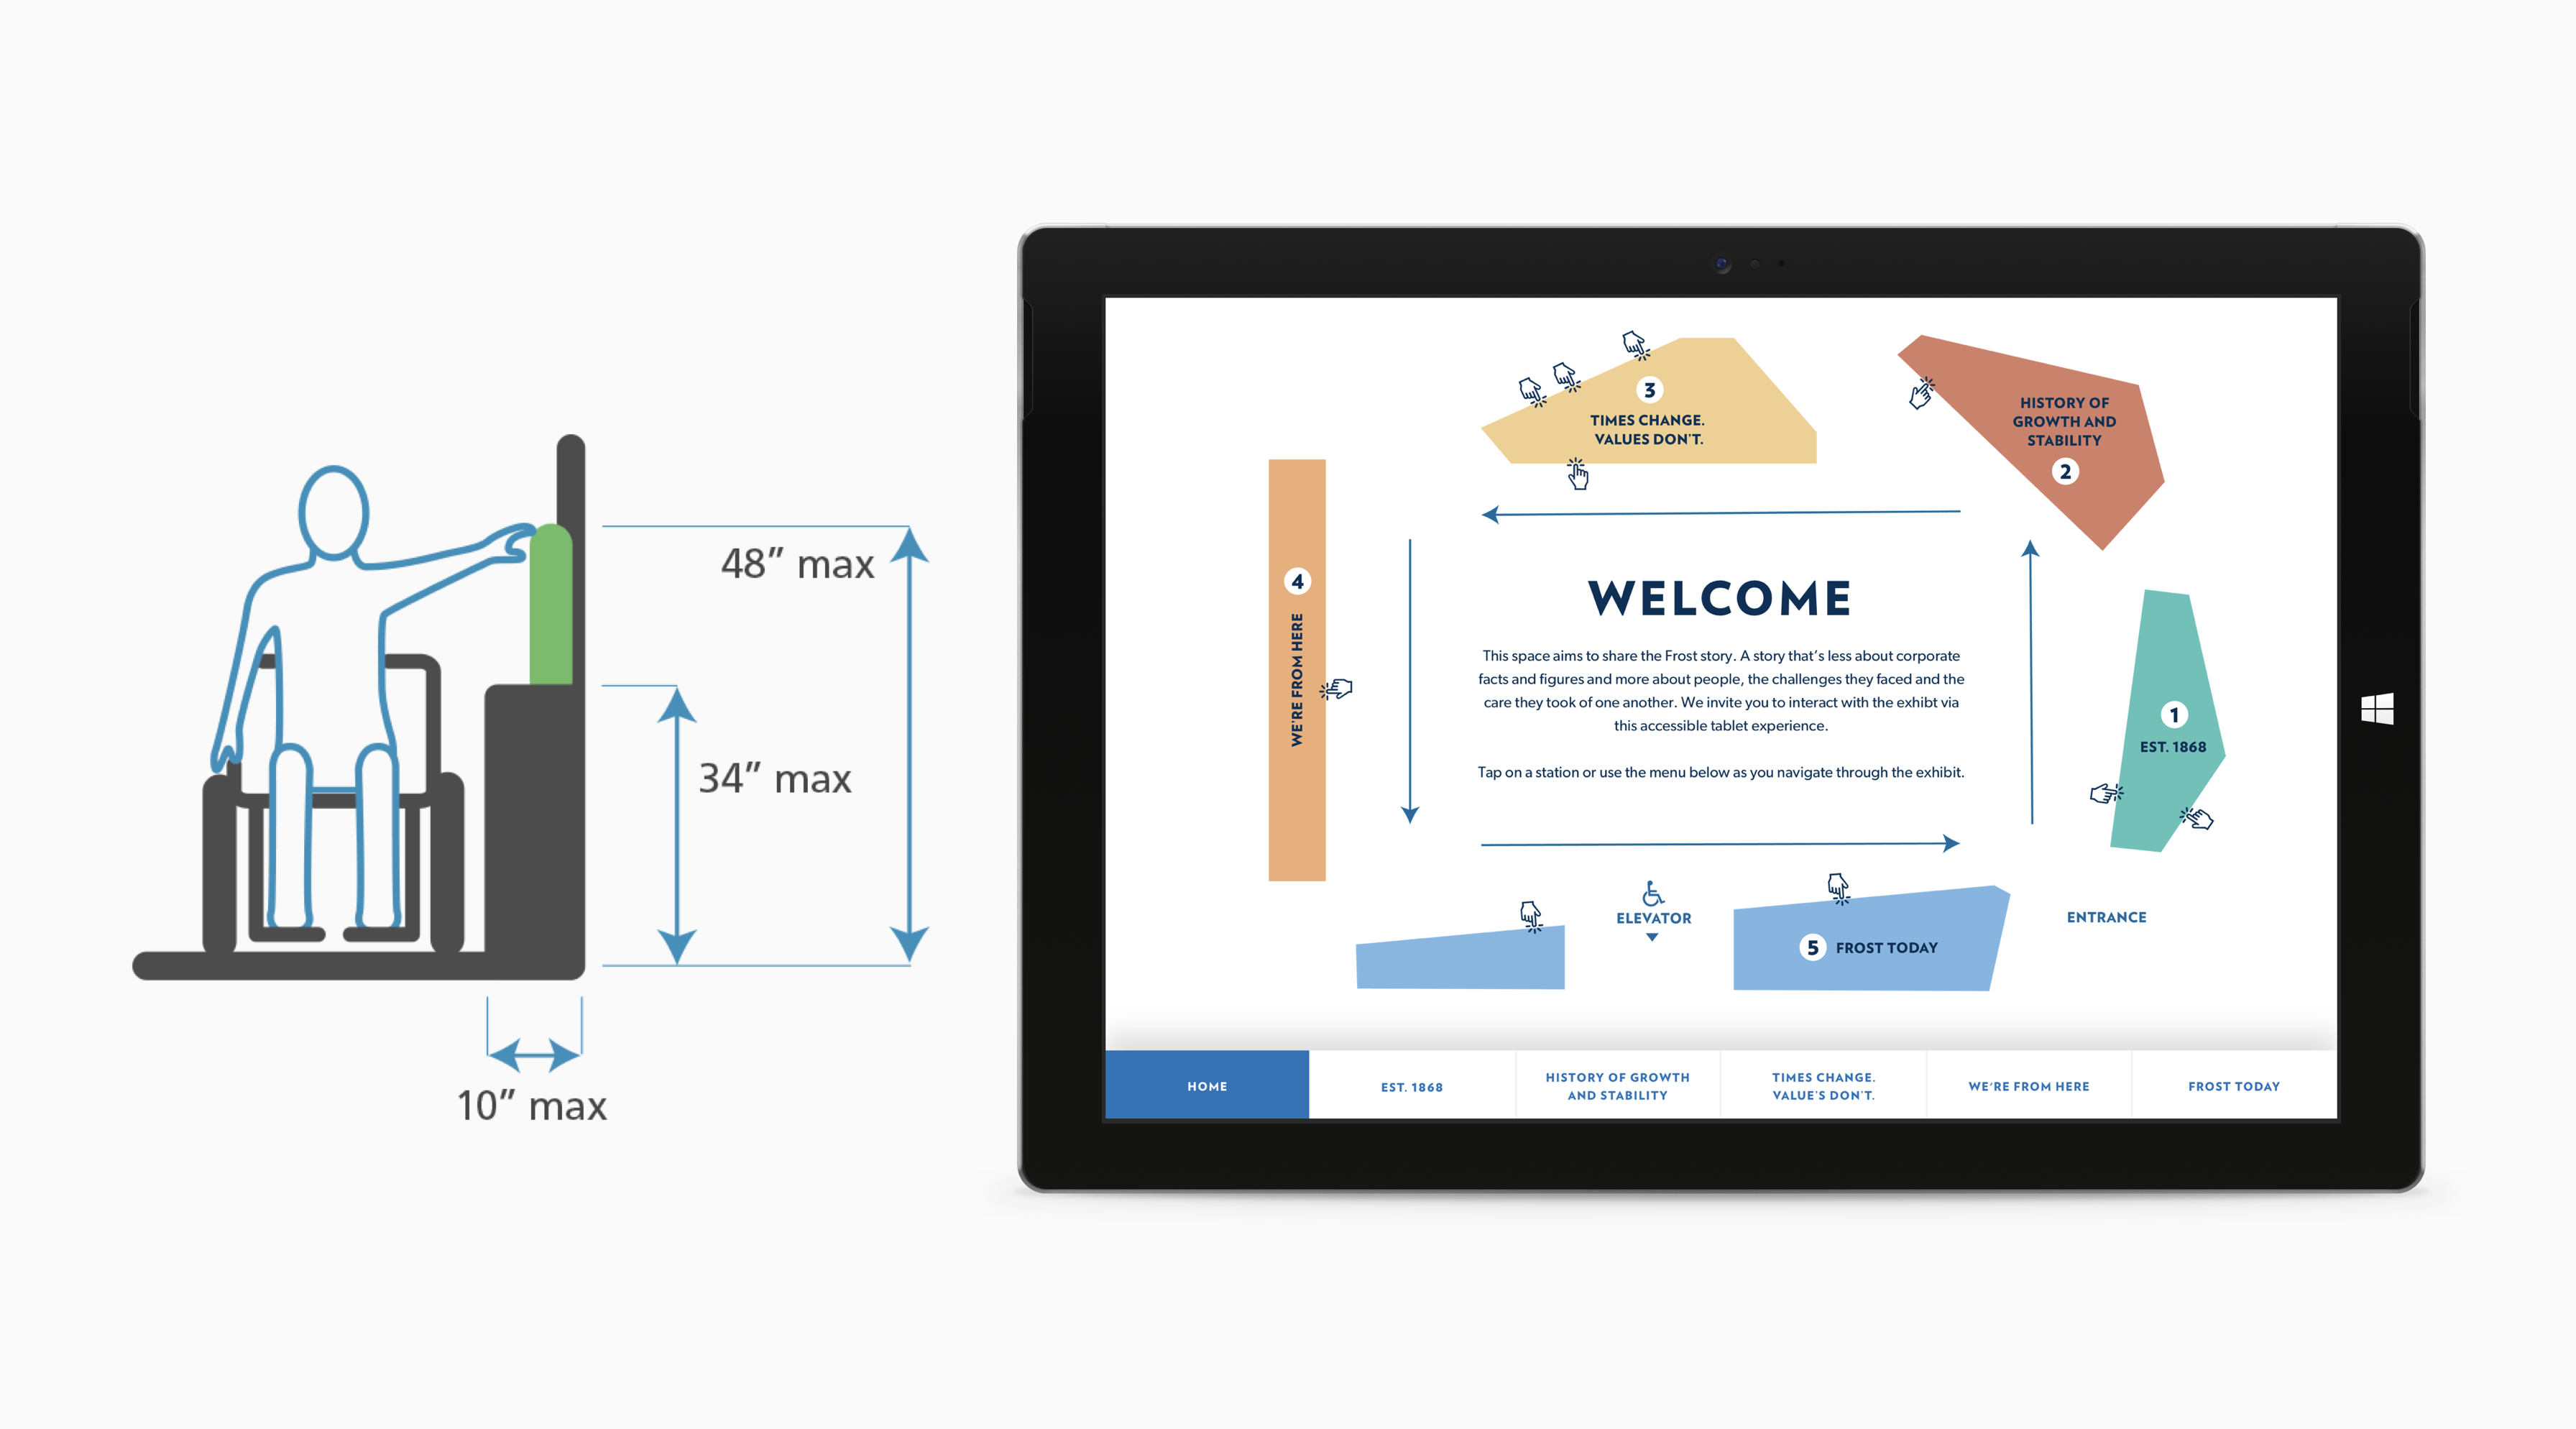 48” max
34” max
10” max
3
TIMES CHANGE.
VALUES DON'T.
HISTORY OF
GROWTH AND
STABILITY
2
4
WE'RE FROM HERE
WELCOME
This space aims to share the Frost story. A story that's less about corporate
facts and figures and more about people, the challenges they faced and the
care they took of one another. We invite you to interact with the exhibt via
this accessible tablet experience.
Tap on a station or use the menu below as you navigate through the exhibit.
1
EST. 1868
ELEVATOR
5 FROST TODAY
ENTRANCE
HOME
EST. 1868
HISTORY OF GROWTH
AND STABILITY
TIMES CHANGE.
VALUE'S DON'T.
WE'RE FROM HERE
FROST TODAY